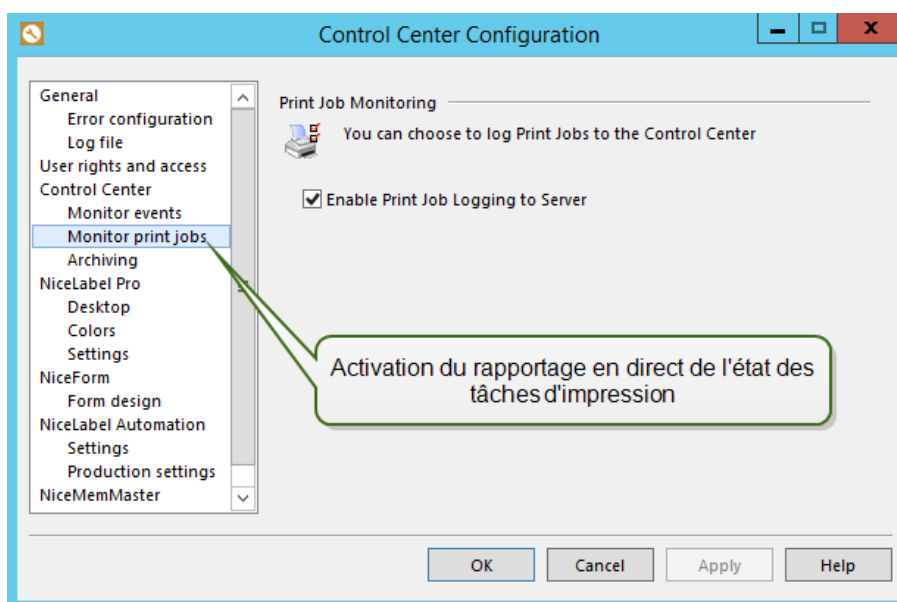 Control Center Configuration
General
Error configuration
Log file
User rights and access
Control Center
Monitor events
Monitor print jobs
Archiving
NiceLabel Pro
Desktop
Colors
Settings
NiceForm
Form design
NiceLabel Automation
Settings
Production settings
NiceMemMaster
Print Job Monitoring
You can choose to log Print Jobs to the Control Center
Enable Print Job Logging to Server
Activation du rapportage en direct de l'état des
tâches d'impression
OK
Cancel
Apply
Help